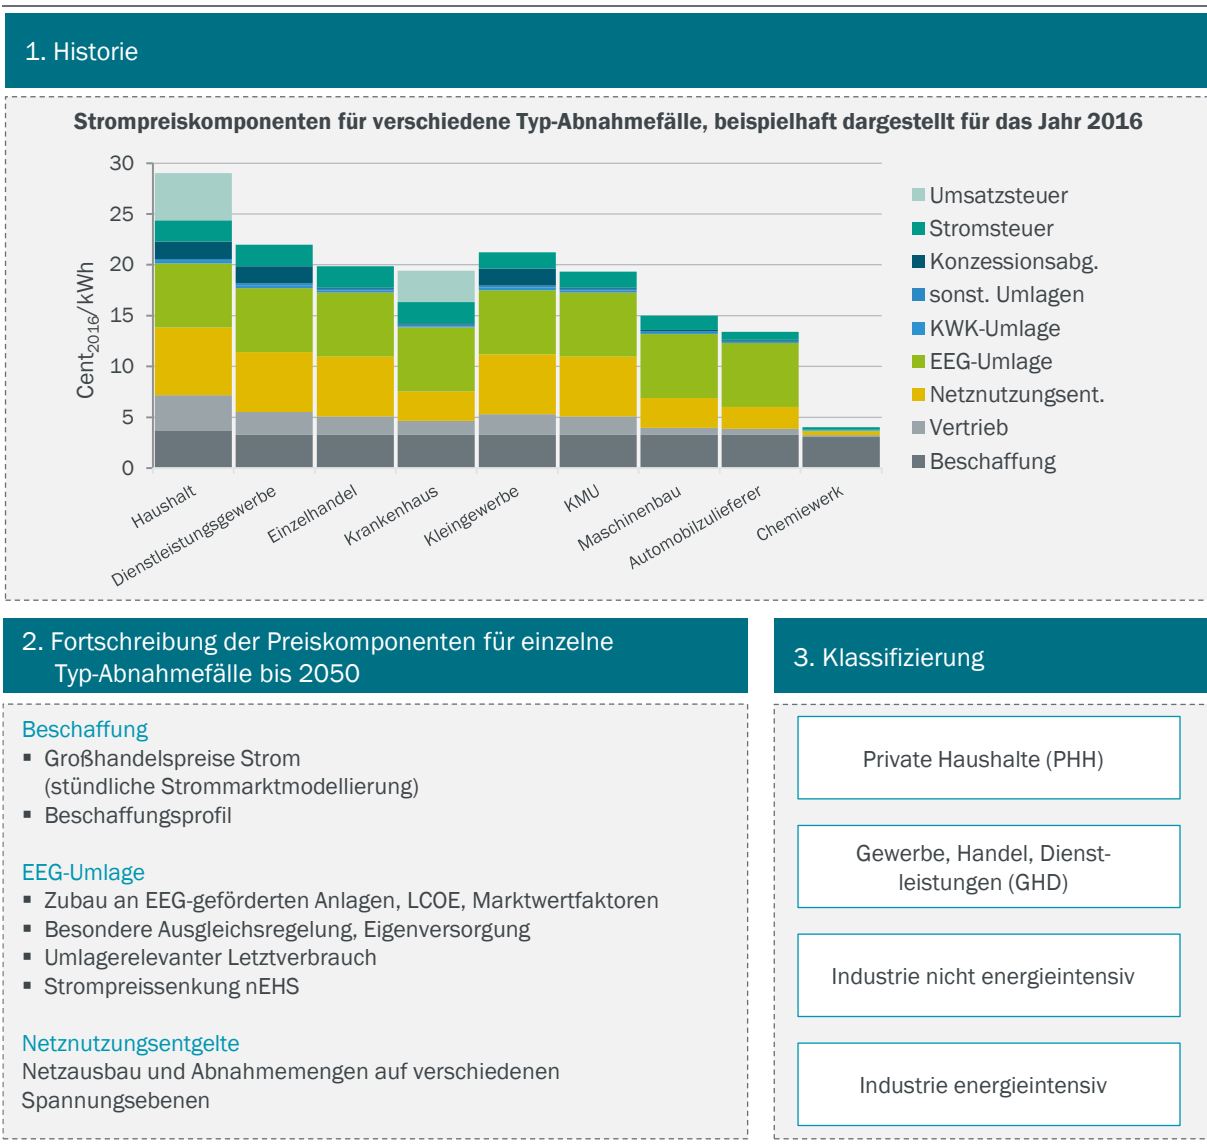 1. Historie
Strompreiskomponenten für verschiedene Typ-Abnahmefälle, beispielhaft dargestellt für das Jahr 2016
Cent2016/kWh
30
25
20
15
10
5
0
Haushalt
Dienstleistungsgewerbe
Einzelhandel
Krankenhaus
Kleingewerbe
KMU
Maschinenbau
Automobilzulieferer
Chemiewerk
Umsatzsteuer
Stromsteuer
Konzessionsabg.
sonst. Umlagen
KWK-Umlage
EEG-Umlage
Netznutzungsent.
Vertrieb
Beschaffung
2. Fortschreibung der Preiskomponenten für einzelne
Typ-Abnahmefälle bis 2050
Beschaffung
▪ Großhandelspreise Strom
(stündliche Strommarktmodellierung)
▪ Beschaffungsprofil
EEG-Umlage
▪ Zubau an EEG-geförderten Anlagen, LCOE, Marktwertfaktoren
▪ Besondere Ausgleichsregelung, Eigenversorgung
▪ Umlagerelevanter Letztverbrauch
▪ Strompreissenkung nEHS
Netznutzungsentgelte
Netzausbau und Abnahmemengen auf verschiedenen
Spannungsebenen
3. Klassifizierung
Private Haushalte (PHH)
Gewerbe, Handel, Dienst-
leistungen (GHD)
Industrie nicht energieintensiv
Industrie energieintensiv